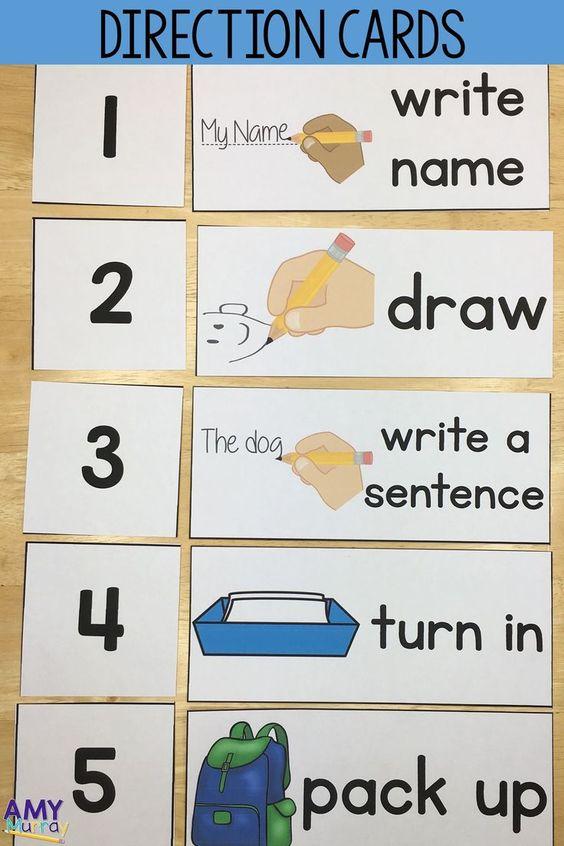 DIRECTION CARDS
1
My Name
write
name
2
draw
3
The dog
write a
sentence
4
turn in
5
pack up
AMY
Murray